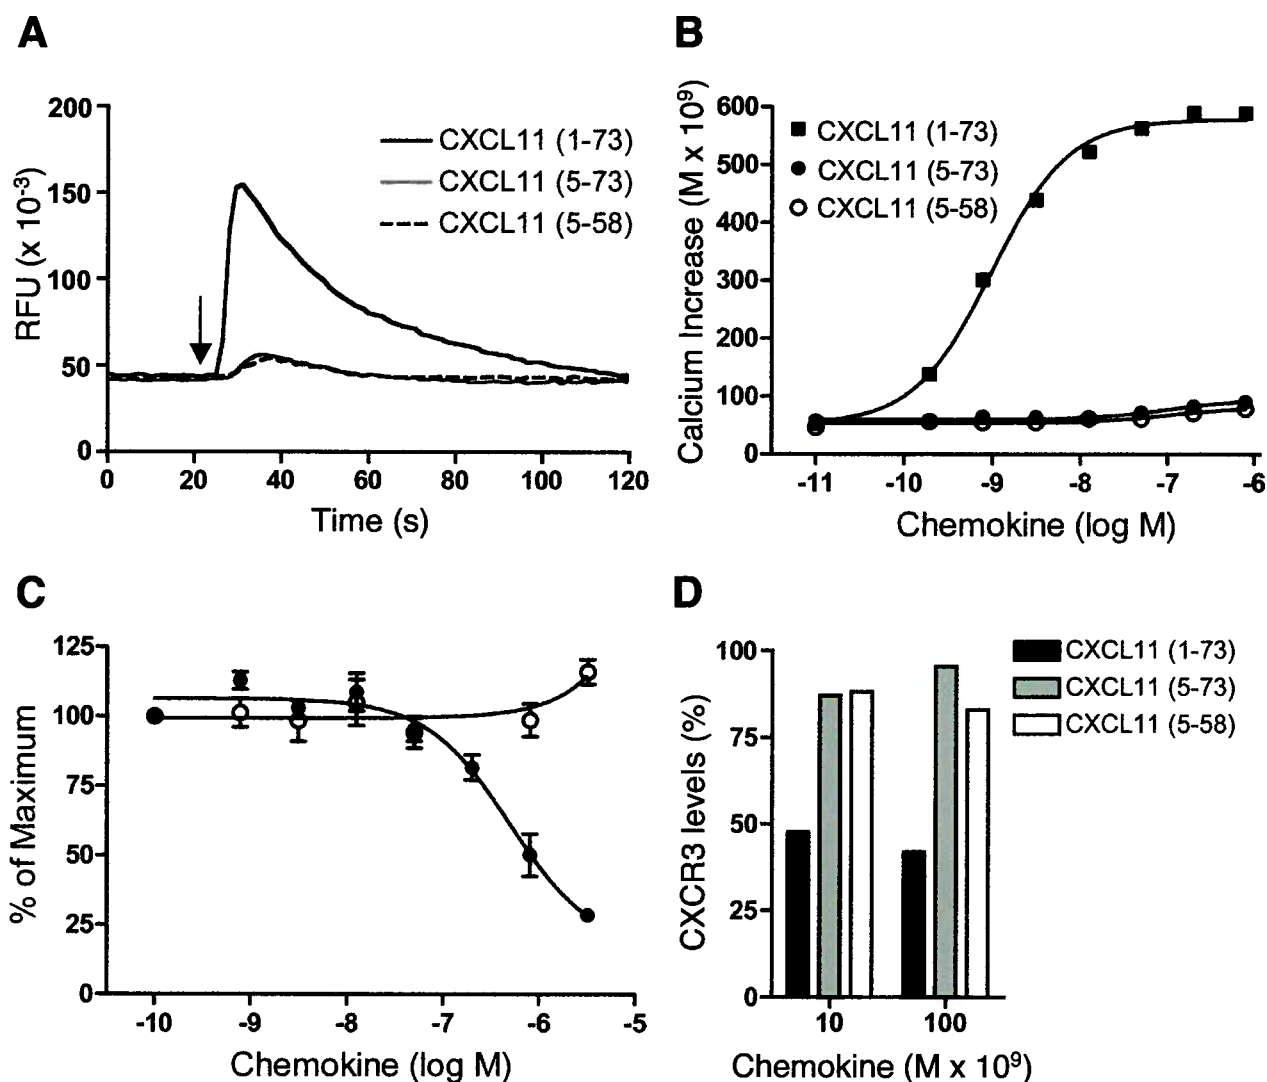 A
200
150
100
50
0
RFU (x 10-3)
CXCL11 (1-73)
CXCL11 (5-73)
CXCL11 (5-58)
0 20 40 60 80 100 120
Time (s)
B
600
500
400
300
200
100
0
Calcium Increase (M x 10⁹)
CXCL11 (1-73)
CXCL11 (5-73)
CXCL11 (5-58)
-11 -10 -9 -8 -7 -6
Chemokine (log M)
C
125
100
75
50
25
0
% of Maximum
-10 -9 -8 -7 -6 -5
Chemokine (log M)
D
100
75
50
25
0
CXCR3 levels (%)
CXCL11 (1-73)
CXCL11 (5-73)
CXCL11 (5-58)
10 100
Chemokine (M x 10⁹)